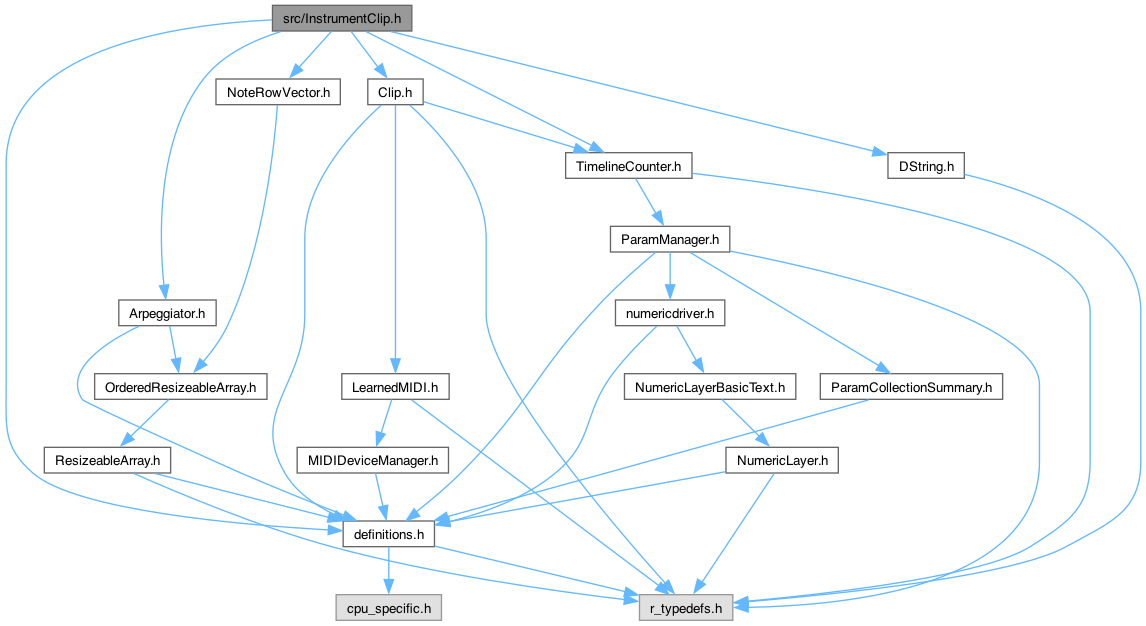 src/InstrumentClip.h
NoteRowVector.h
Clip.h
TimelineCounter.h
DString.h
ParamManager.h
Arpeggiator.h
numericdriver.h
OrderedResizeableArray.h
LearnedMIDI.h
NumericLayerBasicText.h
ParamCollectionSummary.h
ResizeableArray.h
MIDIDeviceManager.h
NumericLayer.h
definitions.h
cpu_specific.h
r_typedefs.h